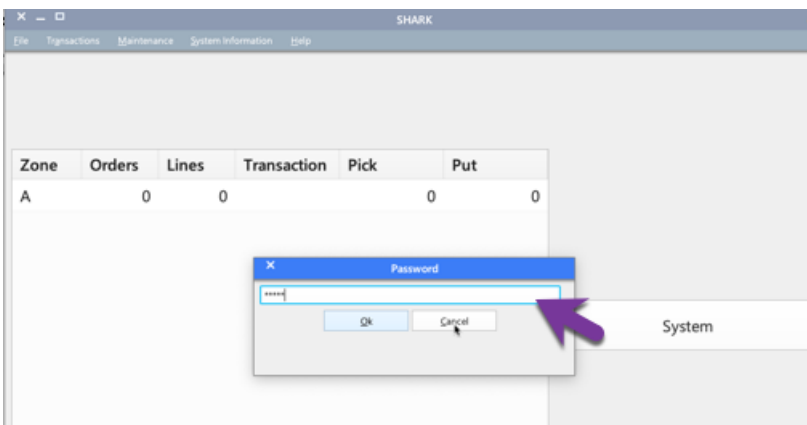 SHARK
File Transactions Maintenance System Information Help
Zone Orders Lines Transaction Pick Put
A 0 0 0 0
Password
*****
Ok Cancel
System